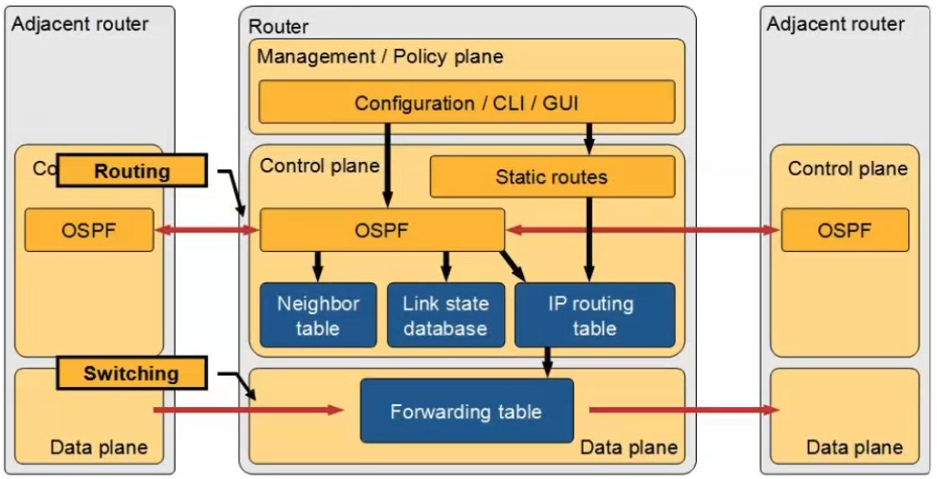 Adjacent router
Co
Routing
OSPF
Switching
Data plane
Router
Management / Policy plane
Configuration / CLI / GUI
Control plane
Static routes
OSPF
Neighbor
table
Link state
database
IP routing
table
Forwarding table
Data plane
Adjacent router
Control plane
OSPF
Data plane